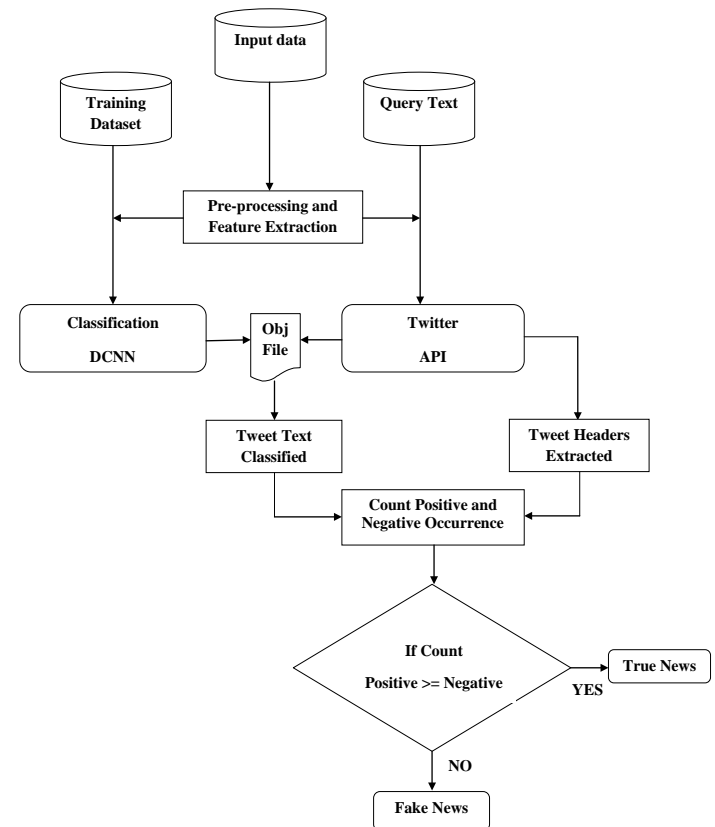 Input data
Training
Dataset
Query Text
Pre-processing and
Feature Extraction
Classification
DCNN
Obj
File
Twitter
API
Tweet Text
Classified
Tweet Headers
Extracted
Count Positive and
Negative Occurrence
If Count
Positive >= Negative
YES
True News
NO
Fake News